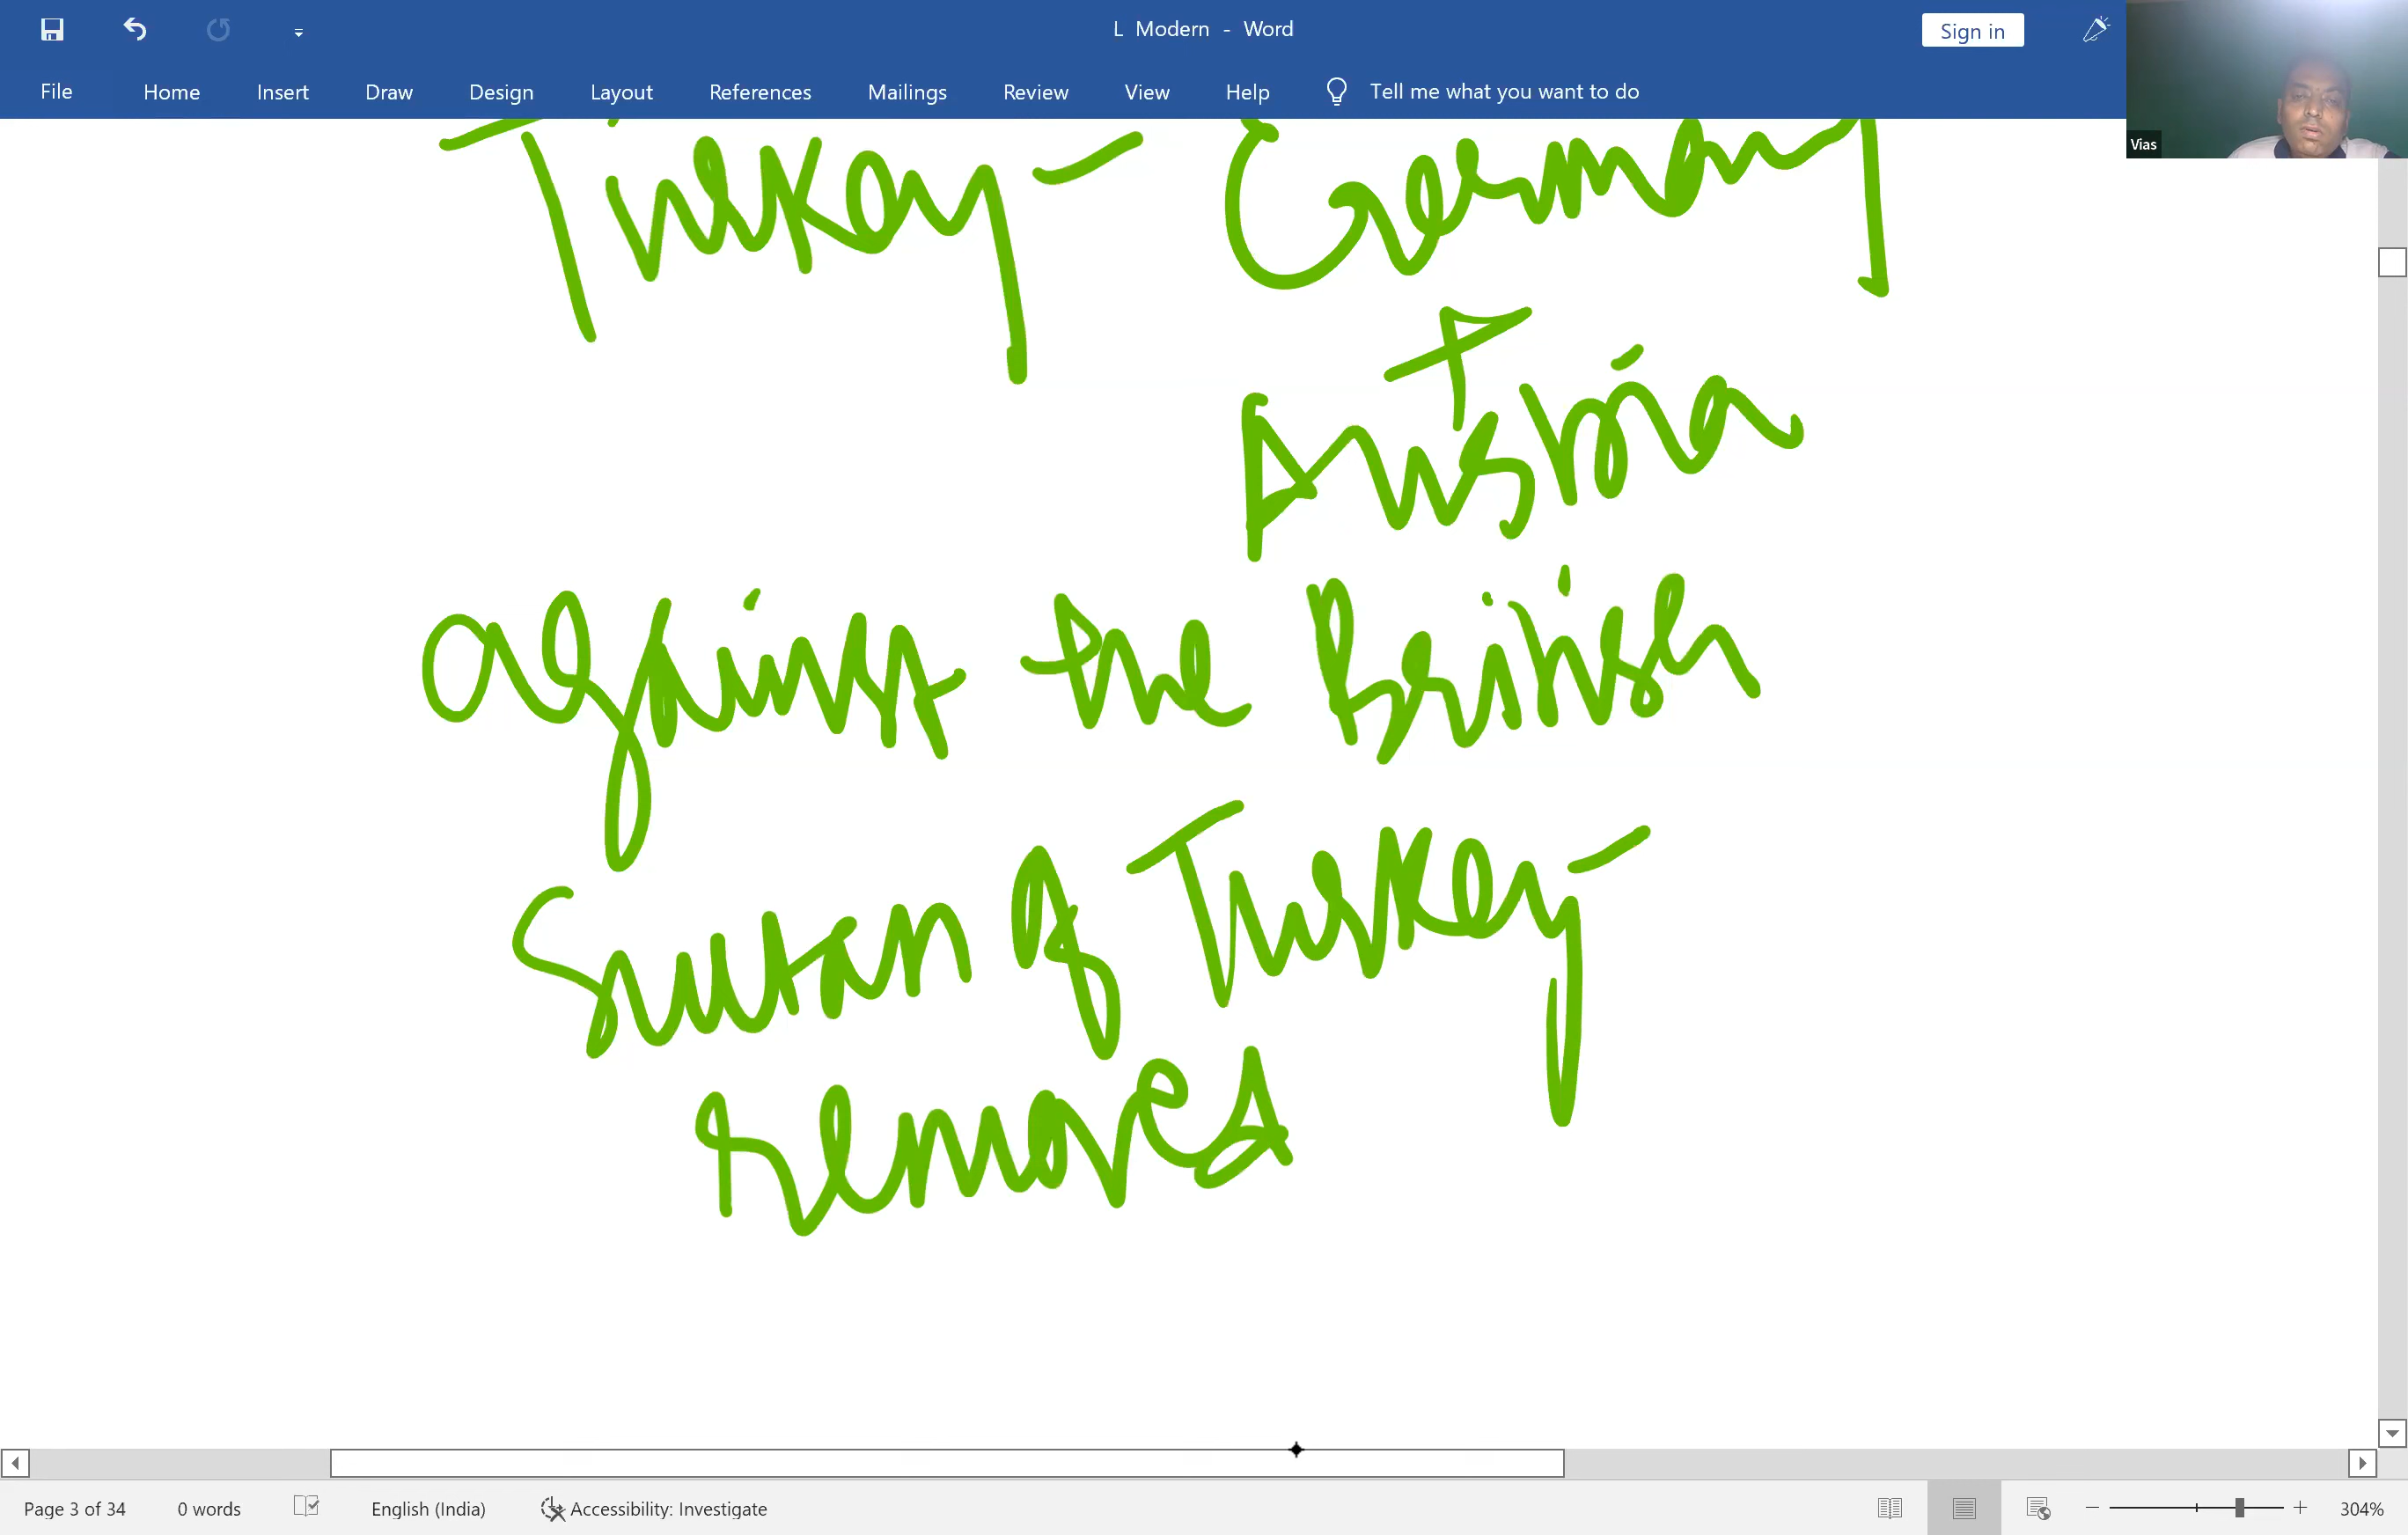 L Modern - Word
Sign in
File Home Insert Draw Design Layout References Mailings Review View Help Tell me what you want to do
Vias
Turkey - Germany
Austria
against the British
Sultan of Turkey -
removed
Page 3 of 34 0 words English (India) Accessibility: Investigate 304%